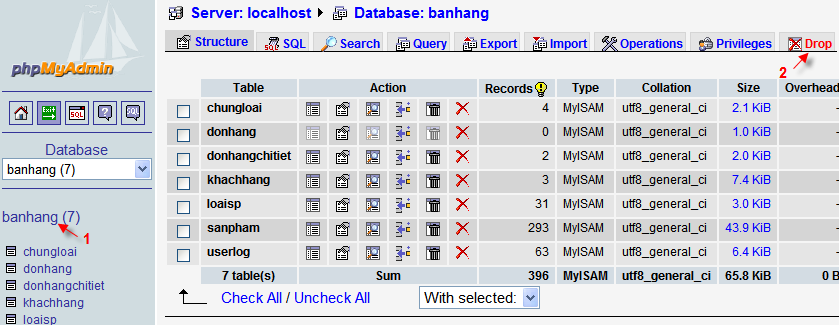 phpMyAdmin
Database
banhang (7)
banhang (7)
1
chungloai
donhang
donhangchitiet
khachhang
loaisp
Server: localhost Database: banhang
Structure SQL Search Query Export Import Operations Privileges Drop
2
Table Action Records Type Collation Size Overhead
chungloai 4 MyISAM utf8_general_ci 2.1 KiB -
donhang 0 MyISAM utf8_general_ci 1.0 KiB -
donhangchitiet 2 MyISAM utf8_general_ci 2.0 KiB -
khachhang 3 MyISAM utf8_general_ci 7.4 KiB -
loaisp 31 MyISAM utf8_general_ci 3.0 KiB -
sanpham 293 MyISAM utf8_general_ci 43.9 KiB -
userlog 63 MyISAM utf8_general_ci 6.4 KiB -
7 table(s) Sum 396 MyISAM utf8_general_ci 65.8 KiB 0 B
Check All / Uncheck All With selected: